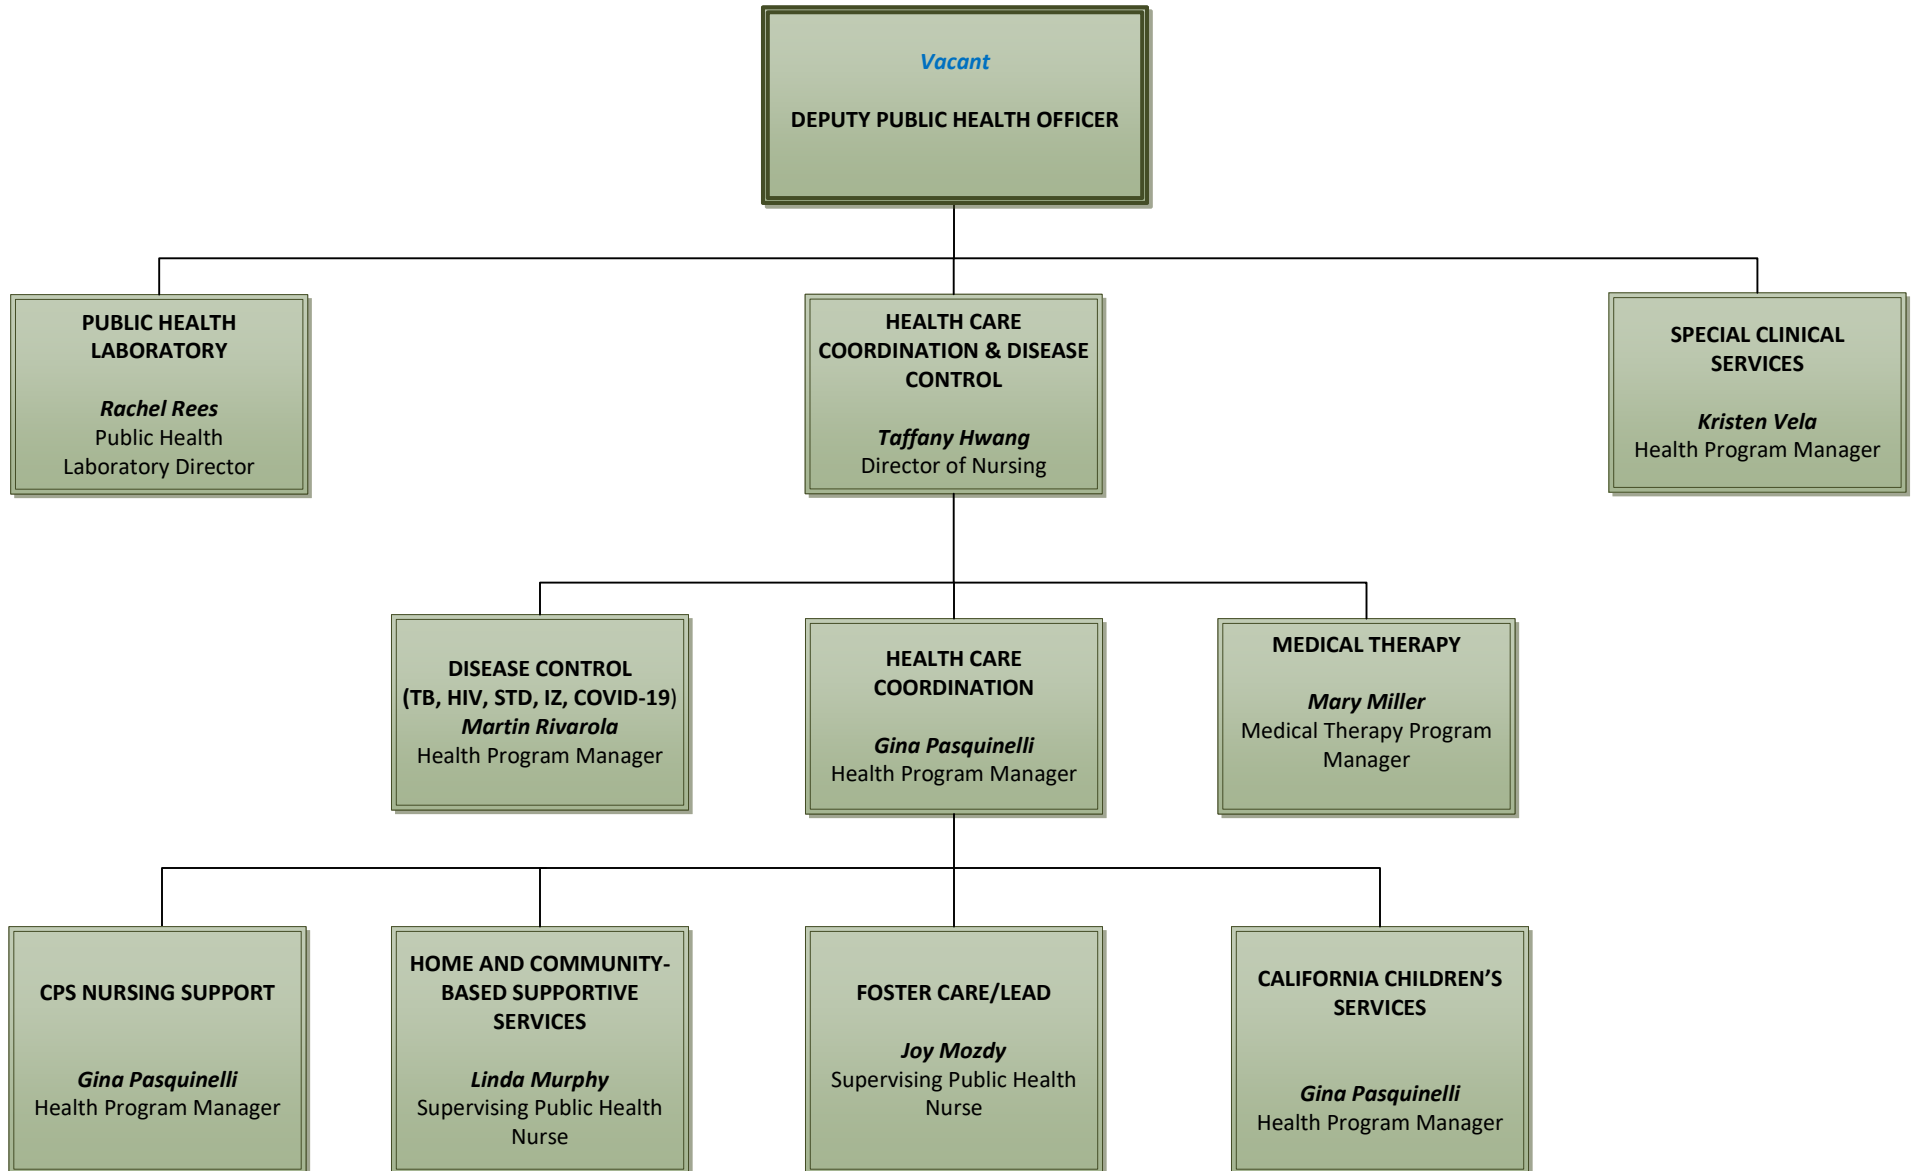 Vacant
DEPUTY PUBLIC HEALTH OFFICER
PUBLIC HEALTH
LABORATORY
Rachel Rees
Public Health
Laboratory Director
HEALTH CARE
COORDINATION & DISEASE
CONTROL
Taffany Hwang
Director of Nursing
SPECIAL CLINICAL
SERVICES
Kristen Vela
Health Program Manager
DISEASE CONTROL
(TB, HIV, STD, IZ, COVID-19)
Martin Rivarola
Health Program Manager
HEALTH CARE
COORDINATION
Gina Pasquinelli
Health Program Manager
MEDICAL THERAPY
Mary Miller
Medical Therapy Program
Manager
CPS NURSING SUPPORT
Gina Pasquinelli
Health Program Manager
HOME AND COMMUNITY-
BASED SUPPORTIVE
SERVICES
Linda Murphy
Supervising Public Health
Nurse
FOSTER CARE/LEAD
Joy Mozdy
Supervising Public Health
Nurse
CALIFORNIA CHILDREN’S
SERVICES
Gina Pasquinelli
Health Program Manager